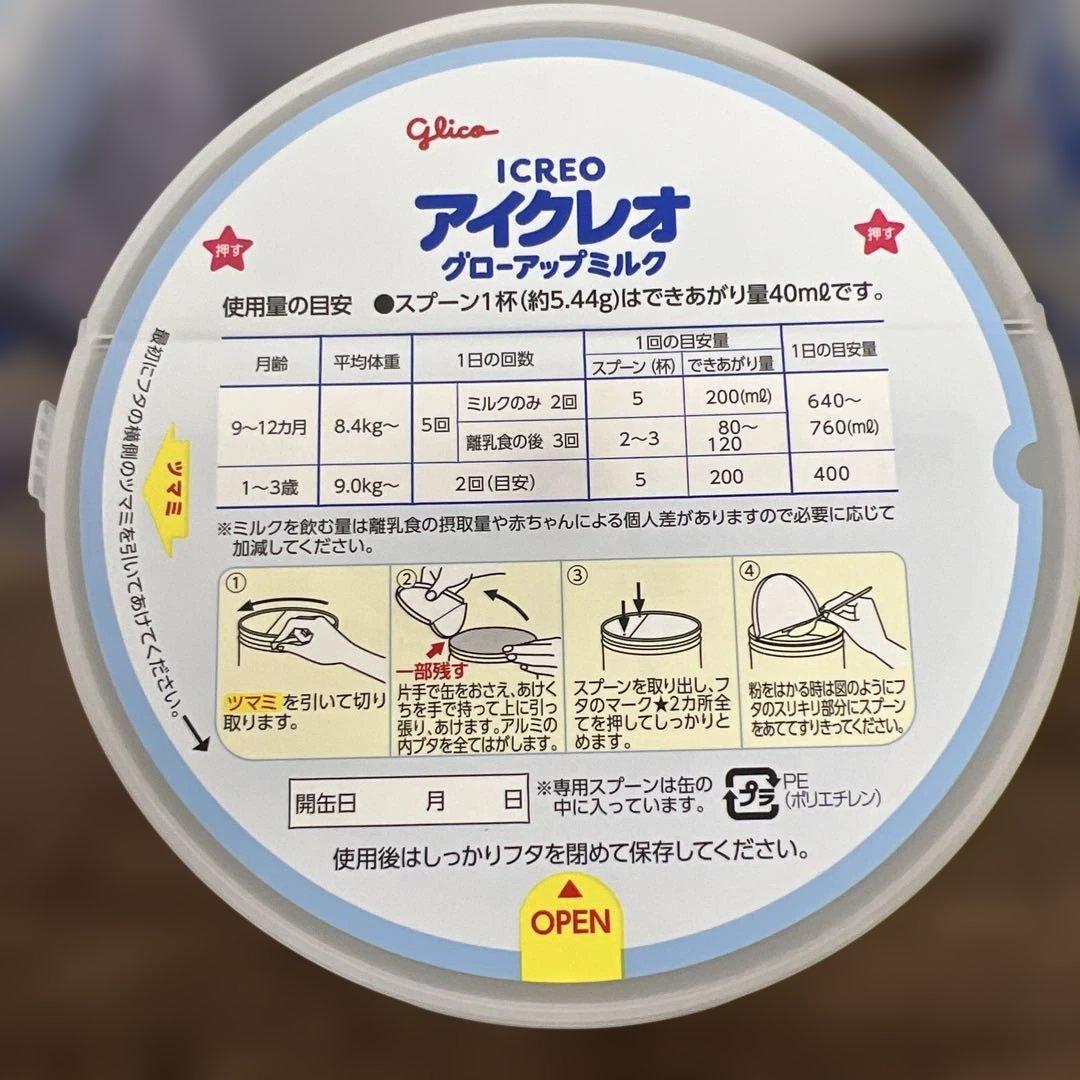 glico
ICREO
アイクレオ
グローアップミルク
押す
押す
使用量の目安 ●スプーン1杯(約5.44g)はできあがり量40mlです。
月齢 平均体重 1日の回数 1回の目安量 1日の目安量
スプーン(杯) できあがり量
9〜12カ月 8.4kg〜 5回 ミルクのみ 2回 5 200(ml) 640〜760(ml)
離乳食の後 3回 2〜3 80〜120
1〜3歳 9.0kg〜 2回(目安) 5 200 400
※ミルクを飲む量は離乳食の摂取量や赤ちゃんによる個人差がありますので必要に応じて
加減してください。
最初にフタの横側のツマミを引いてあけてください。
ツマミ
①
ツマミを引いて切り
取ります。
②
一部残す
片手で缶をおさえ、あけく
ちを手で持って上に引っ
張り、あけます。アルミの
内ブタを全てはがします。
③
スプーンを取り出し、フ
タのマーク★2カ所全
てを押してしっかりと
めます。
④
粉をはかる時は図のようにフ
タのスリキリ部分にスプーン
をあててすりきってください。
開缶日 月 日
※専用スプーンは缶の
中に入っています。
プラ
PE
(ポリエチレン)
使用後はしっかりフタを閉めて保存してください。
▲
OPEN